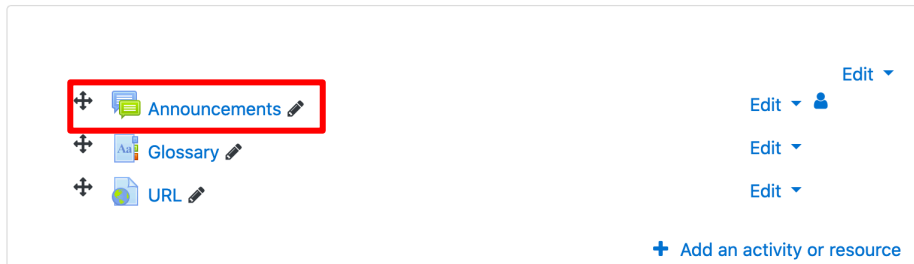 Edit
Announcements Edit
Glossary Edit
URL Edit
Add an activity or resource